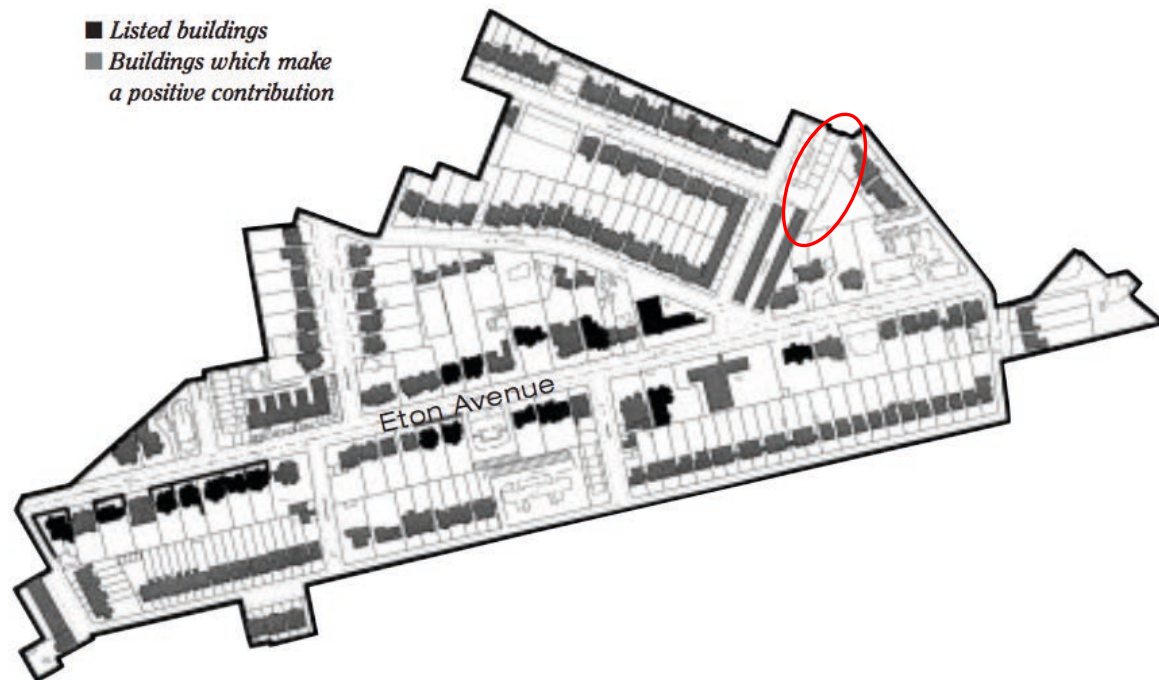 Listed buildings
Buildings which make
a positive contribution
Eton Avenue